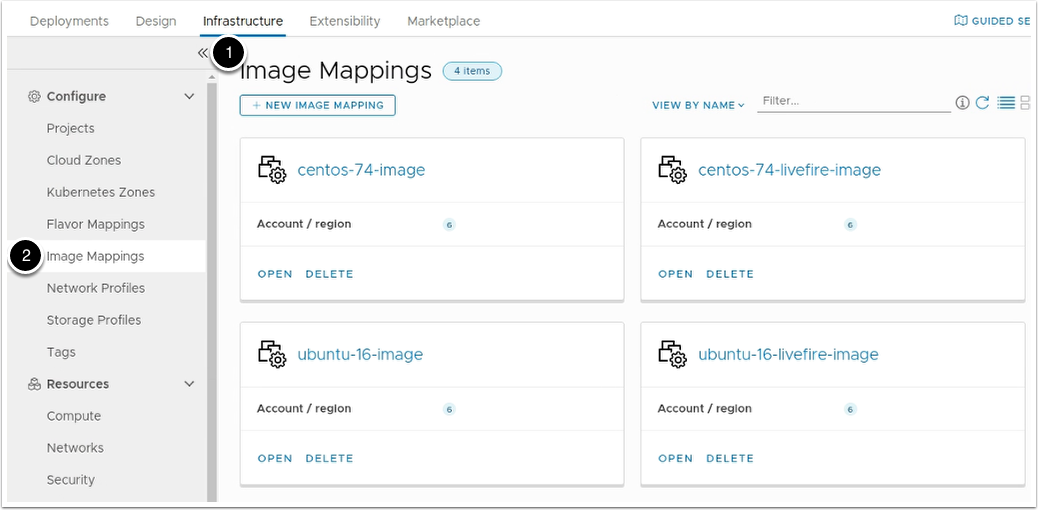 Deployments Design Infrastructure Extensibility Marketplace GUIDED SE
1
Configure
Projects
Cloud Zones
Kubernetes Zones
Flavor Mappings
2 Image Mappings
Network Profiles
Storage Profiles
Tags
Resources
Compute
Networks
Security
Image Mappings 4 items
+ NEW IMAGE MAPPING VIEW BY NAME Filter...
centos-74-image
Account / region 6
OPEN DELETE
centos-74-livefire-image
Account / region 6
OPEN DELETE
ubuntu-16-image
Account / region 6
OPEN DELETE
ubuntu-16-livefire-image
Account / region 6
OPEN DELETE